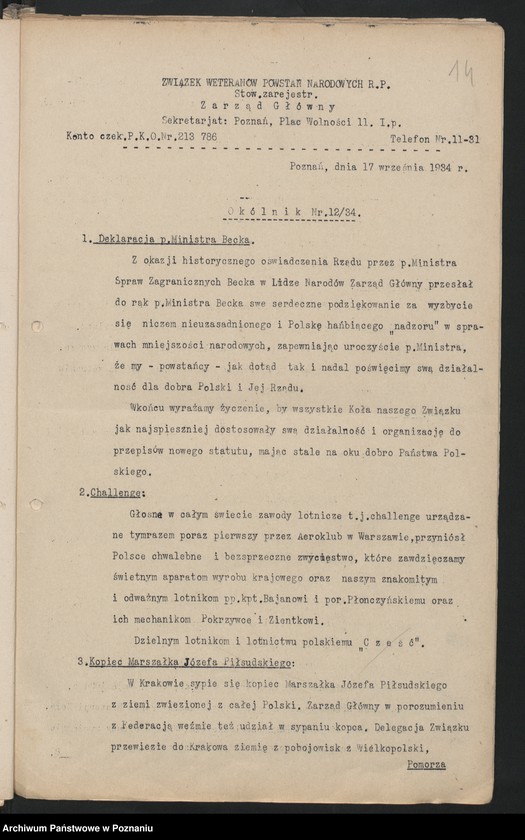 14
ZWIĄZEK WETERANÓW POWSTAŃ NARODOWYCH R.P.
Stow.zarejestr.
Zarząd Główny
Sekretarjat: Poznań, Plac Wolności 11. I.p.
Konto czek.P.K.O.Nr.213 786 Telefon Nr.11-31
Poznań, dnia 17 września 1934 r.
Okólnik Nr.12/34.
1. Deklaracja p.Ministra Becka.
Z okazji historycznego oświadczenia Rzędu przez p.Ministra
Spraw Zagranicznych Becka w Lidze Narodów Zarząd Główny przesłał
do rąk p.Ministra Becka swe serdeczne podziękowanie za wyzbycie
się niczem nieuzasadnionego i Polskę hańbiącego „nadzoru" w spra-
wach mniejszości narodowych, zapewniając uroczyście p.Ministra,
że my - powstańcy - jak dotąd tak i nadal poświęcimy swą działal-
ność dla dobra Polski i Jej Rządu.
Wkońcu wyrażamy życzenie, by wszystkie Koła naszego Związku
jak najspieszniej dostosowały swą działalność i organizację do
przepisów nowego statutu, mając stale na oku dobro Państwa Pol-
skiego.
2.Challenge:
Głośne w całym świecie zawody lotnicze t.j.challenge urządza-
ne tymrazem poraz pierwszy przez Aeroklub w Warszawie,przyniósł
Polsce chwalebne i bezsprzeczne zwycięstwo, które zawdzięczamy
świetnym aparatom wyrobu krajowego oraz naszym znakomitym
i odważnym lotnikom pp.kpt.Bajanowi i por.Płonczyńskiemu oraz
ich mechanikom Pokrzywce i Zientkowi.
Dzielnym lotnikom i lotnictwu polskiemu „Cześć".
3.Kopiec Marszałka Józefa Piłsudskiego:
W Krakowie sypie się kopiec Marszałka Józefa Piłsudskiego
z ziemi zwiezionej z całej Polski. Zarząd Główny w porozumieniu
z Federacją weźmie też udział w sypaniu kopca. Delegacja Związku
przewiezie do Krakowa ziemię z pobojowisk z Wielkopolski,
Pomorza
Archiwum Państwowe w Poznaniu